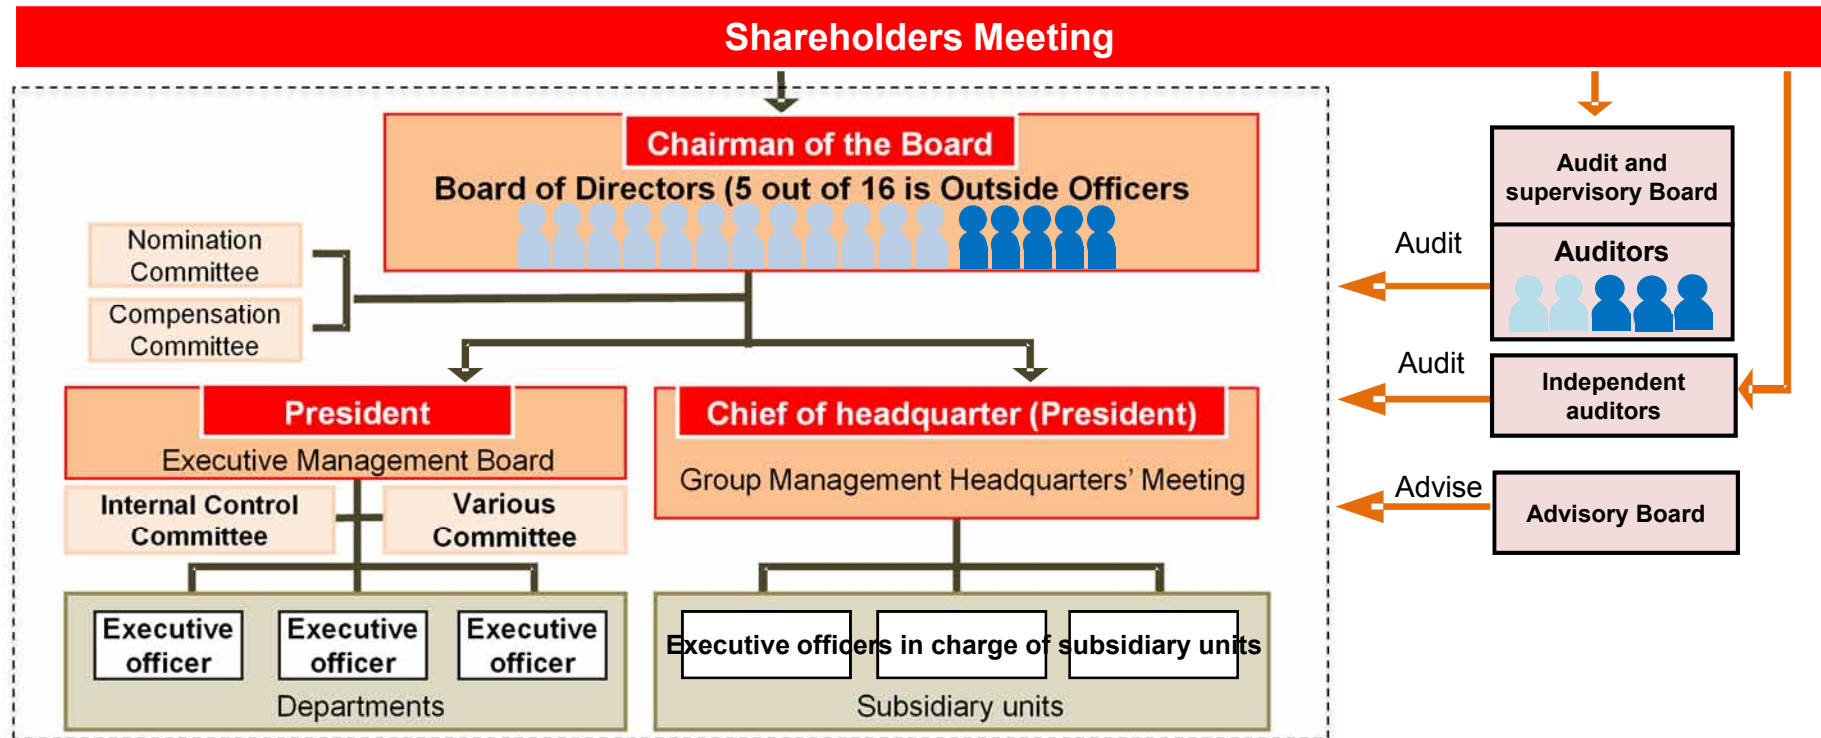 Shareholders Meeting
Chairman of the Board
Board of Directors (5 out of 16 is Outside Officers
Nomination
Committee
Compensation
Committee
President
Executive Management Board
Internal Control
Committee
Various
Committee
Executive
officer
Executive
officer
Executive
officer
Departments
Chief of headquarter (President)
Group Management Headquarters’ Meeting
Executive officers in charge of subsidiary units
Subsidiary units
Audit
Audit
Advise
Audit and
supervisory Board
Auditors
Independent
auditors
Advisory Board